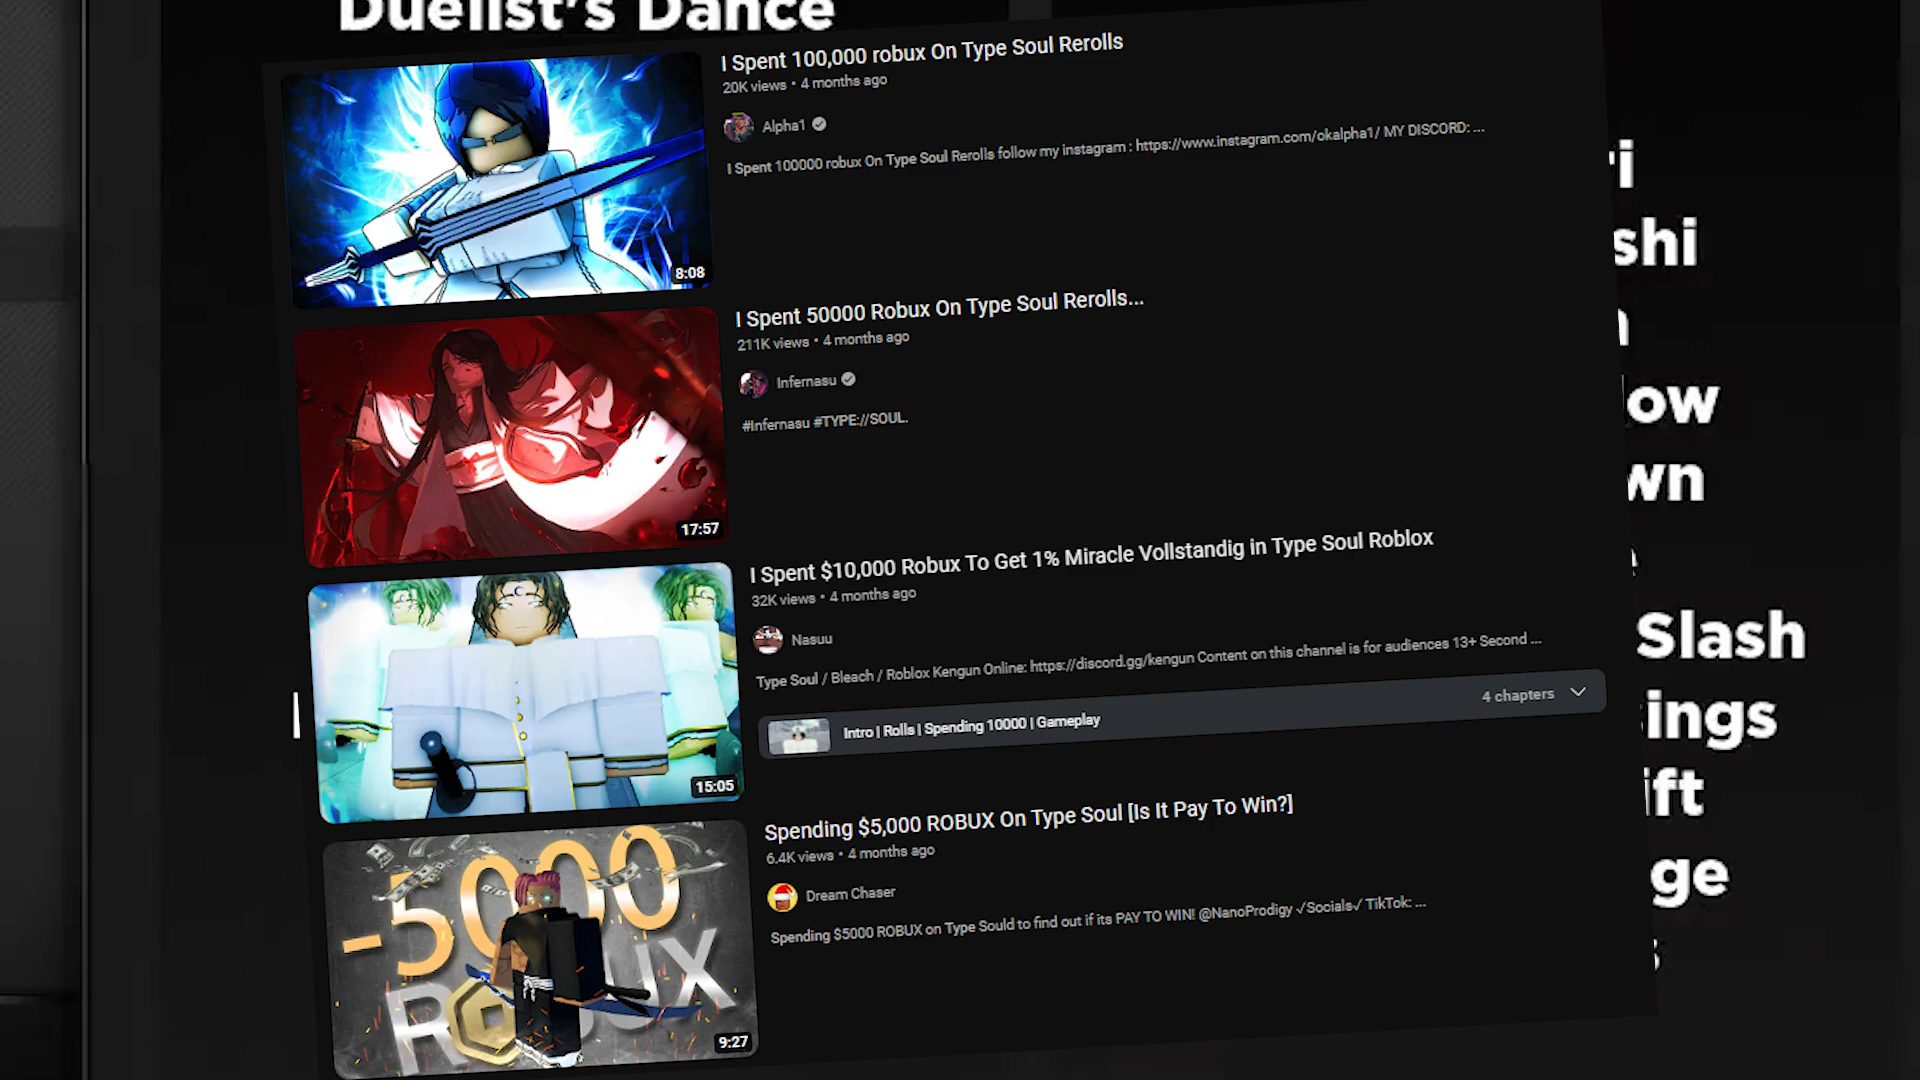 Duelist's Dance
I Spent 100,000 robux On Type Soul Rerolls
20K views • 4 months ago
Alpha1
I Spent 100000 robux On Type Soul Rerolls follow my instagram : https://www.instagram.com/okalpha1/ MY DISCORD: ...
8:08
I Spent 50000 Robux On Type Soul Rerolls...
211K views • 4 months ago
Infernasu
#Infernasu #TYPE://SOUL.
17:57
I Spent $10,000 Robux To Get 1% Miracle Vollstandig in Type Soul Roblox
32K views • 4 months ago
Nasuu
Type Soul / Bleach / Roblox Kengun Online: https://discord.gg/kengun Content on this channel is for audiences 13+ Second ...
Intro | Rolls | Spending 10000 | Gameplay
4 chapters
15:05
Spending $5,000 ROBUX On Type Soul [Is It Pay To Win?]
6.4K views • 4 months ago
Dream Chaser
Spending $5000 ROBUX on Type Sould to find out if its PAY TO WIN! @NanoProdigy √Socials√ TikTok: ...
-5000
ROBUX
9:27
shi
ow
wn
Slash
ings
ift
ge